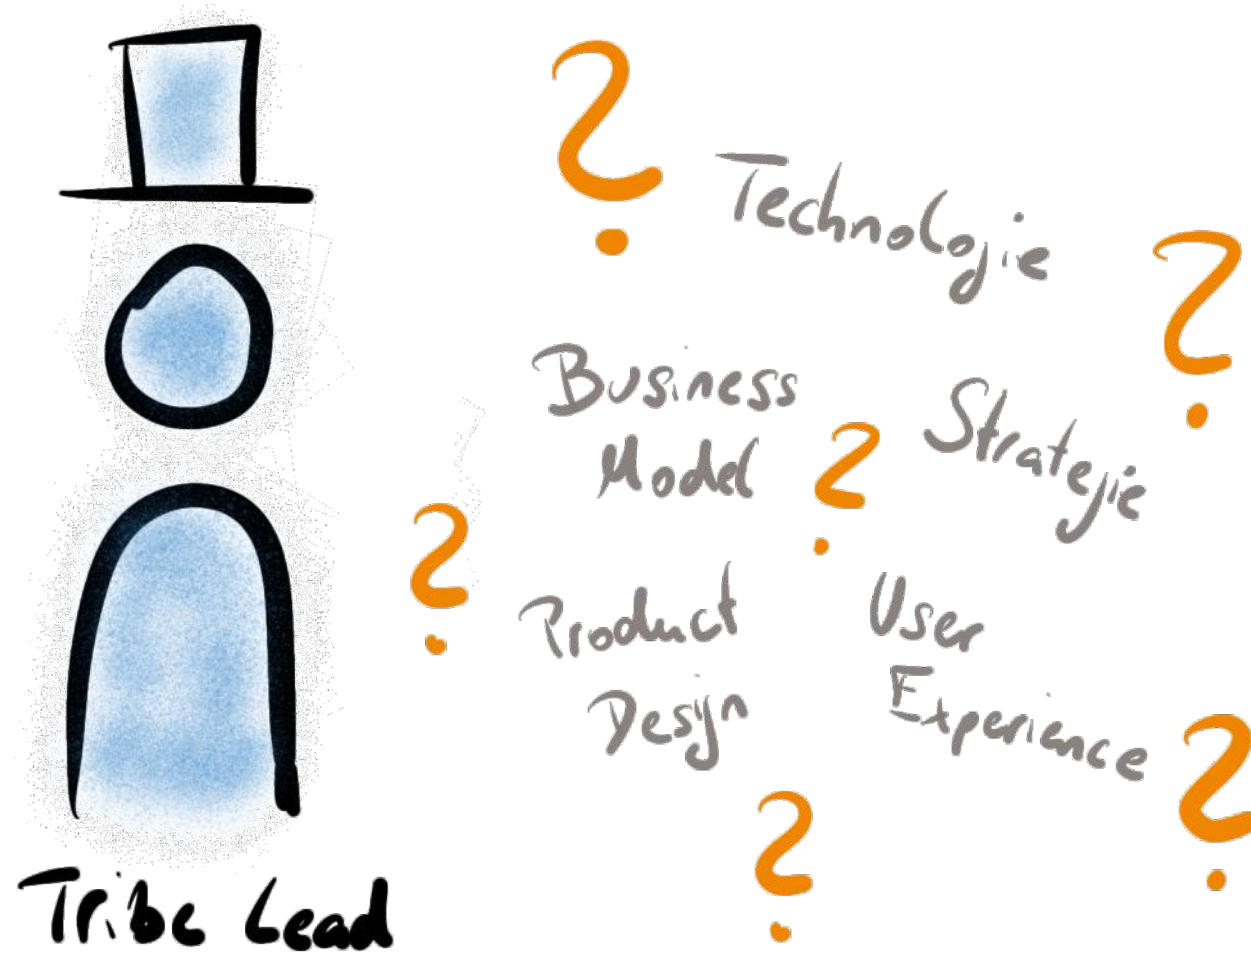 Technologie
Business
Model
Strategie
Product
Design
User
Experience
Tribe Lead